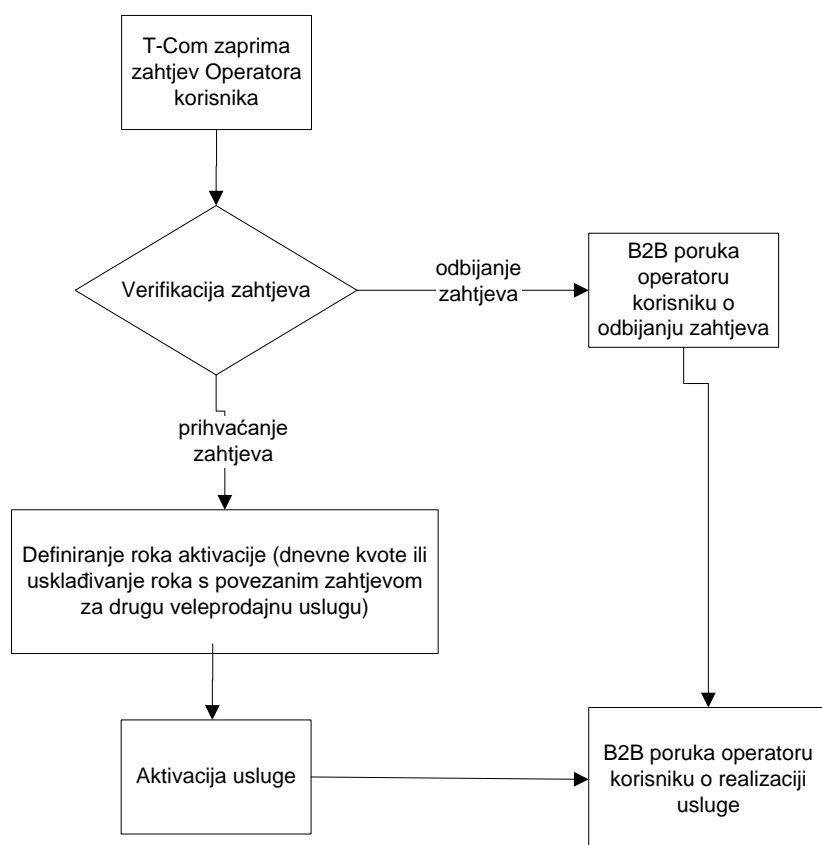 T-Com zaprima
zahtjev Operatora
korisnika
Verifikacija zahtjeva
odbijanje
zahtjeva
B2B poruka
operatoru
korisniku o
odbijanju zahtjeva
prihvaćanje
zahtjeva
Definiranje roka aktivacije (dnevne kvote ili
usklađivanje roka s povezanim zahtjevom
za drugu veleprodajnu uslugu)
Aktivacija usluge
B2B poruka operatoru
korisniku o realizaciji
usluge